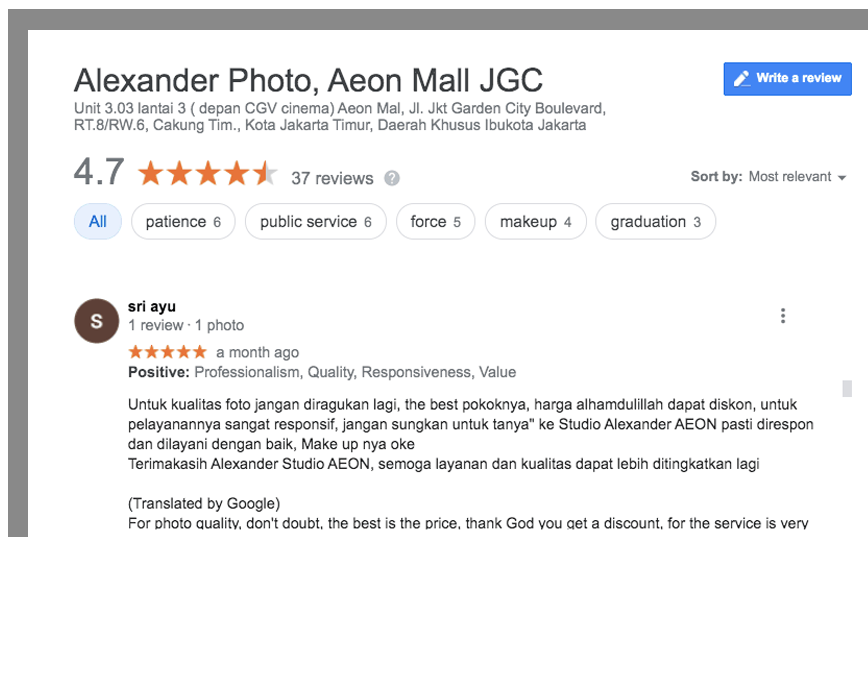 Alexander Photo, Aeon Mall JGC
Write a review
Unit 3.03 lantai 3 ( depan CGV cinema) Aeon Mal, Jl. Jkt Garden City Boulevard,
RT.8/RW.6, Cakung Tim., Kota Jakarta Timur, Daerah Khusus Ibukota Jakarta
4.7 37 reviews ?
Sort by: Most relevant
All patience 6 public service 6 force 5 makeup 4 graduation 3
S
sri ayu
1 review · 1 photo
a month ago
Positive: Professionalism, Quality, Responsiveness, Value
Untuk kualitas foto jangan diragukan lagi, the best pokoknya, harga alhamdulillah dapat diskon, untuk
pelayanannya sangat responsif, jangan sungkan untuk tanya" ke Studio Alexander AEON pasti direspon
dan dilayani dengan baik, Make up nya oke
Terimakasih Alexander Studio AEON, semoga layanan dan kualitas dapat lebih ditingkatkan lagi
(Translated by Google)
For photo quality, don't doubt, the best is the price, thank God you get a discount, for the service is very